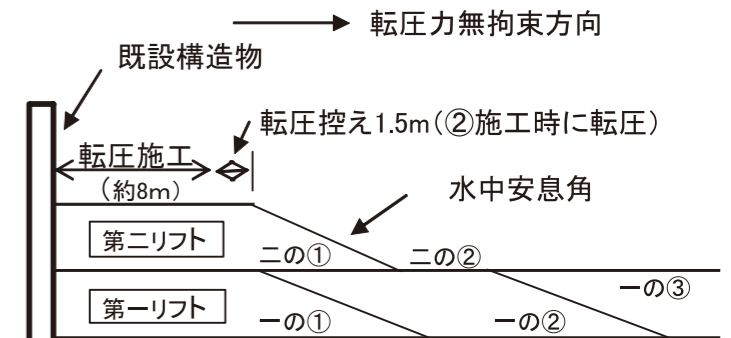 転圧力無拘束方向
既設構造物
転圧控え1.5m(②施工時に転圧)
転圧施工
(約8m)
水中安息角
第二リフト
二の①
二の②
一の③
第一リフト
一の①
一の②